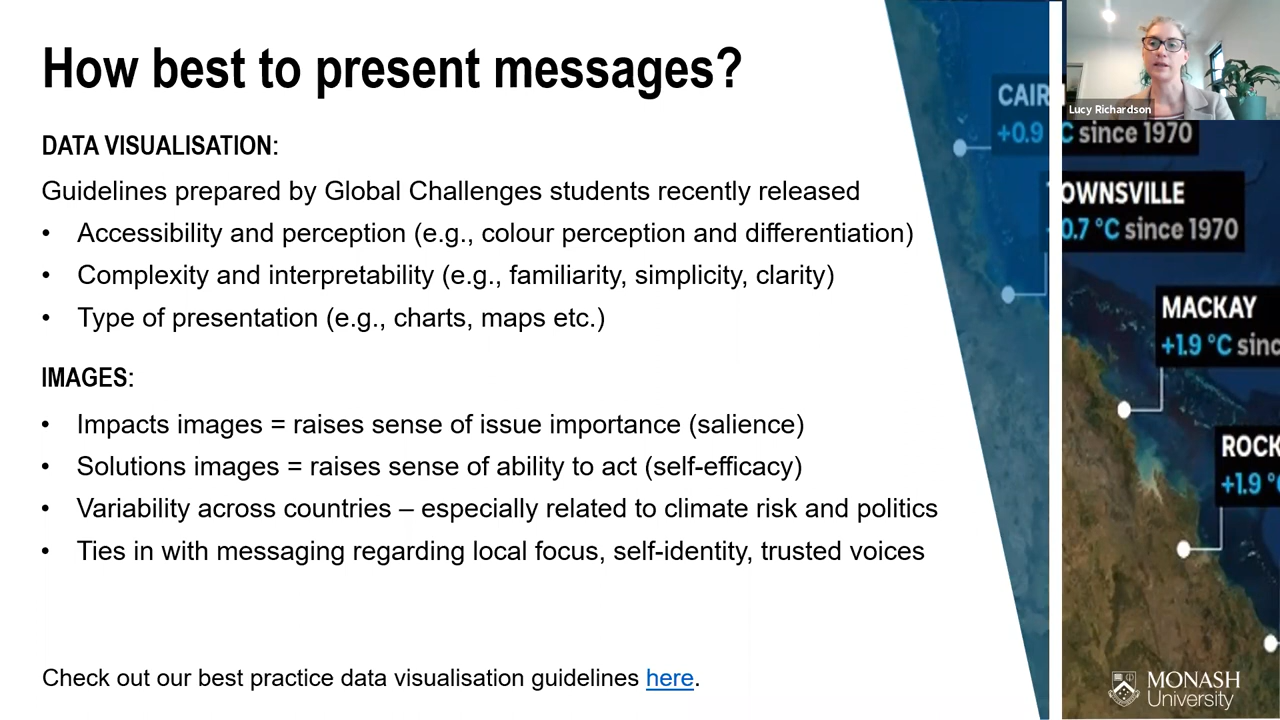 How best to present messages?
DATA VISUALISATION:
Guidelines prepared by Global Challenges students recently released
• Accessibility and perception (e.g., colour perception and differentiation)
• Complexity and interpretability (e.g., familiarity, simplicity, clarity)
• Type of presentation (e.g., charts, maps etc.)
IMAGES:
• Impacts images = raises sense of issue importance (salience)
• Solutions images = raises sense of ability to act (self-efficacy)
• Variability across countries – especially related to climate risk and politics
• Ties in with messaging regarding local focus, self-identity, trusted voices
Check out our best practice data visualisation guidelines here.
Lucy Richardson
CAIR
+0.9 C since 1970
OWNSVILLE
0.7 °C since 1970
MACKAY
+1.9 °C sinc
ROCK
+1.9 °
MONASH
University